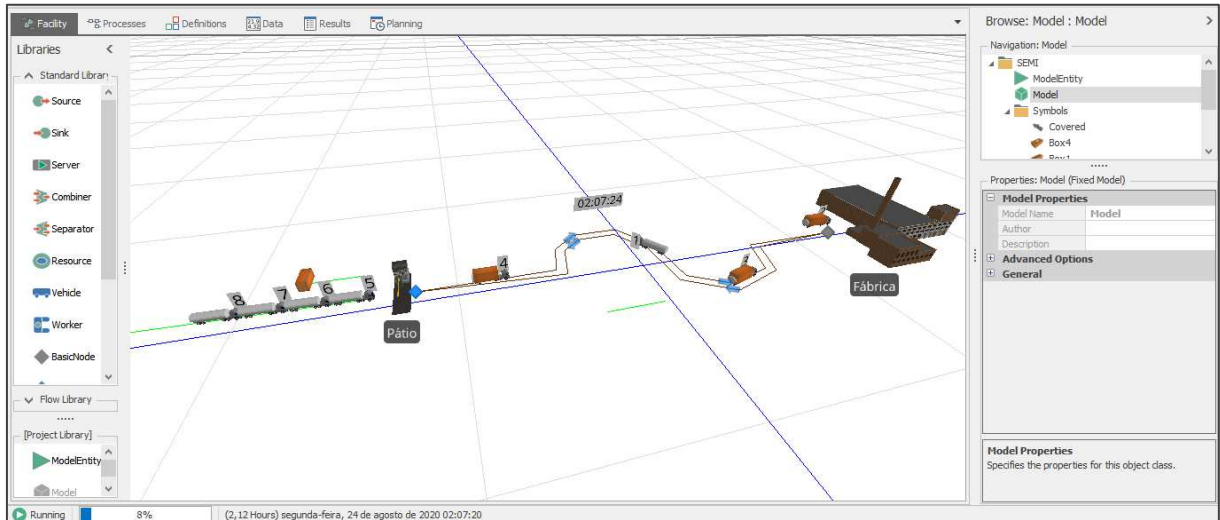 Facility
Processes
Definitions
Data
Results
Planning
Browse: Model : Model
Libraries
Standard Library
Source
Sink
Server
Combiner
Separator
Resource
Vehicle
Worker
BasicNode
Flow Library
[Project Library]
ModelEntity
Model
02:07:24
8
7
6
5
4
1
Pátio
Fábrica
Navigation: Model
SEMI
ModelEntity
Model
Symbols
Covered
Box4
Box1
Properties: Model (Fixed Model)
Model Properties
Model Name Model
Author
Description
Advanced Options
General
Model Properties
Specifies the properties for this object class.
Running 8% (2,12 Hours) segunda-feira, 24 de agosto de 2020 02:07:20